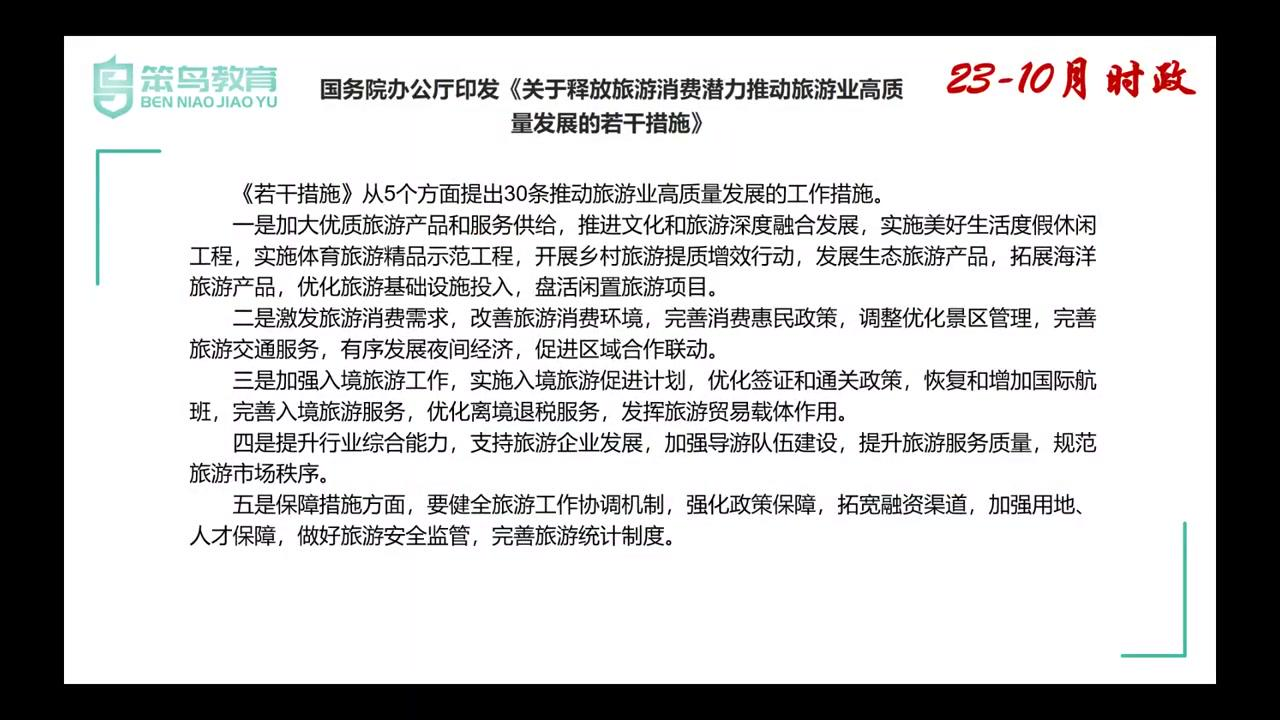 笨鸟教育
BEN NIAO JIAO YU
23-10月 时政
国务院办公厅印发《关于释放旅游消费潜力推动旅游业高质
量发展的若干措施》
《若干措施》从5个方面提出30条推动旅游业高质量发展的工作措施。
一是加大优质旅游产品和服务供给，推进文化和旅游深度融合发展，实施美好生活度假休闲
工程，实施体育旅游精品示范工程，开展乡村旅游提质增效行动，发展生态旅游产品，拓展海洋
旅游产品，优化旅游基础设施投入，盘活闲置旅游项目。
二是激发旅游消费需求，改善旅游消费环境，完善消费惠民政策，调整优化景区管理，完善
旅游交通服务，有序发展夜间经济，促进区域合作联动。
三是加强入境旅游工作，实施入境旅游促进计划，优化签证和通关政策，恢复和增加国际航
班，完善入境旅游服务，优化离境退税服务，发挥旅游贸易载体作用。
四是提升行业综合能力，支持旅游企业发展，加强导游队伍建设，提升旅游服务质量，规范
旅游市场秩序。
五是保障措施方面，要健全旅游工作协调机制，强化政策保障，拓宽融资渠道，加强用地、
人才保障，做好旅游安全监管，完善旅游统计制度。